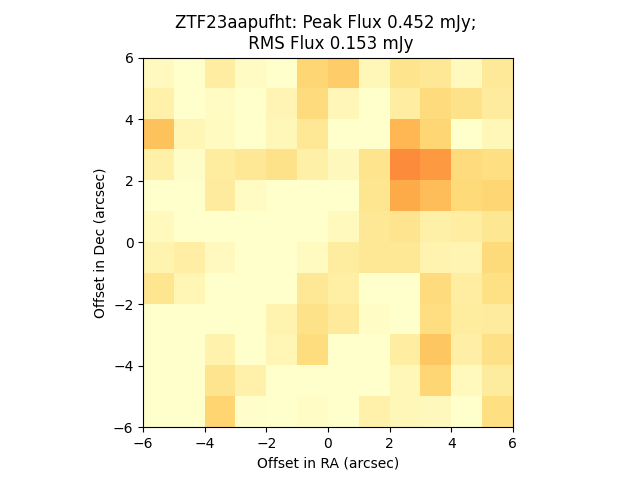 ZTF23aapufht: Peak Flux 0.452 mJy;
RMS Flux 0.153 mJy
6
4
2
0
−2
−4
−6
Offset in Dec (arcsec)
−6 −4 −2 0 2 4 6
Offset in RA (arcsec)